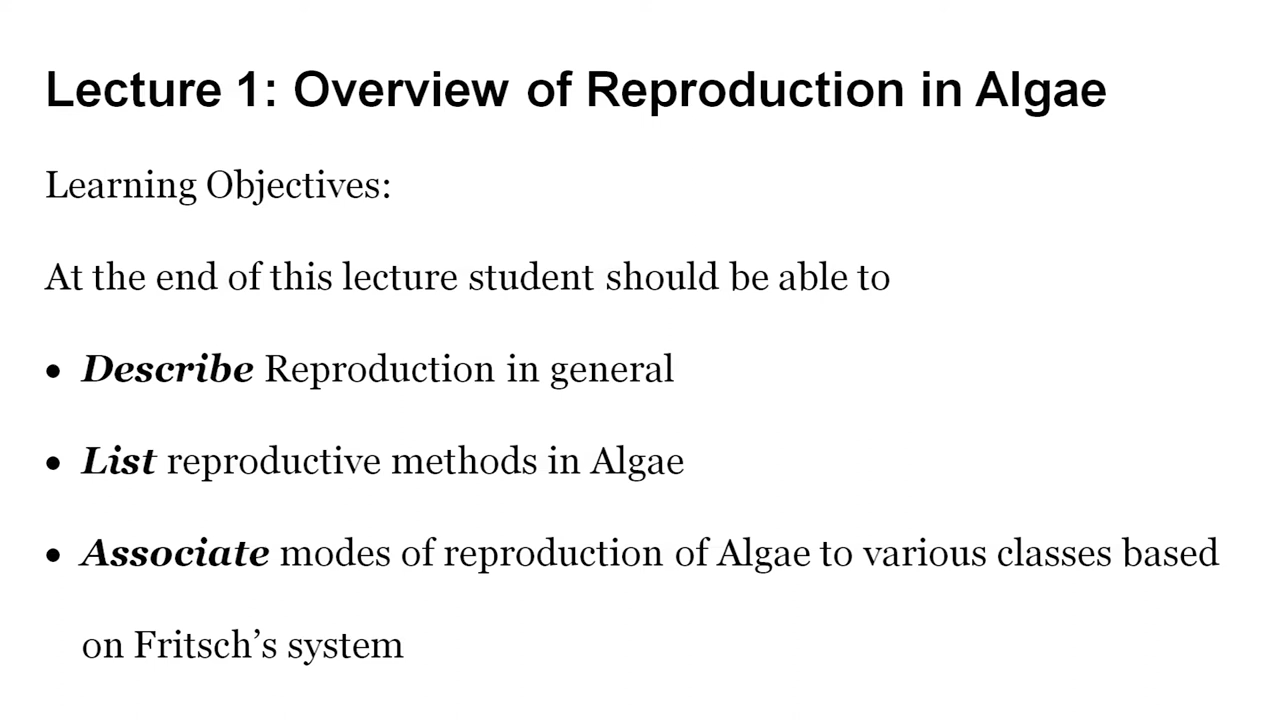 Lecture 1: Overview of Reproduction in Algae
Learning Objectives:
At the end of this lecture student should be able to
• Describe Reproduction in general
• List reproductive methods in Algae
• Associate modes of reproduction of Algae to various classes based
on Fritsch’s system